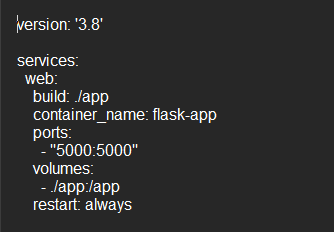 version: '3.8'

services:
  web:
    build: ./app
    container_name: flask-app
    ports:
      - "5000:5000"
    volumes:
      - ./app:/app
    restart: always